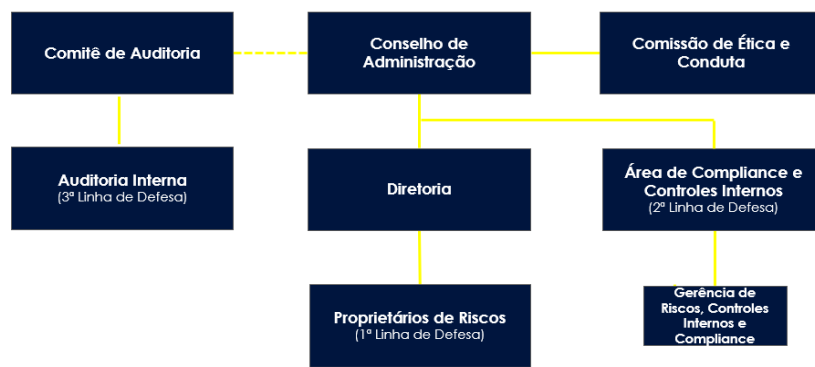 Comitê de Auditoria
Conselho de
Administração
Comissão de Ética e
Conduta
Auditoria Interna
(3ª Linha de Defesa)
Diretoria
Área de Compliance e
Controles Internos
(2ª Linha de Defesa)
Proprietários de Riscos
(1ª Linha de Defesa)
Gerência de
Riscos, Controles
Internos e
Compliance